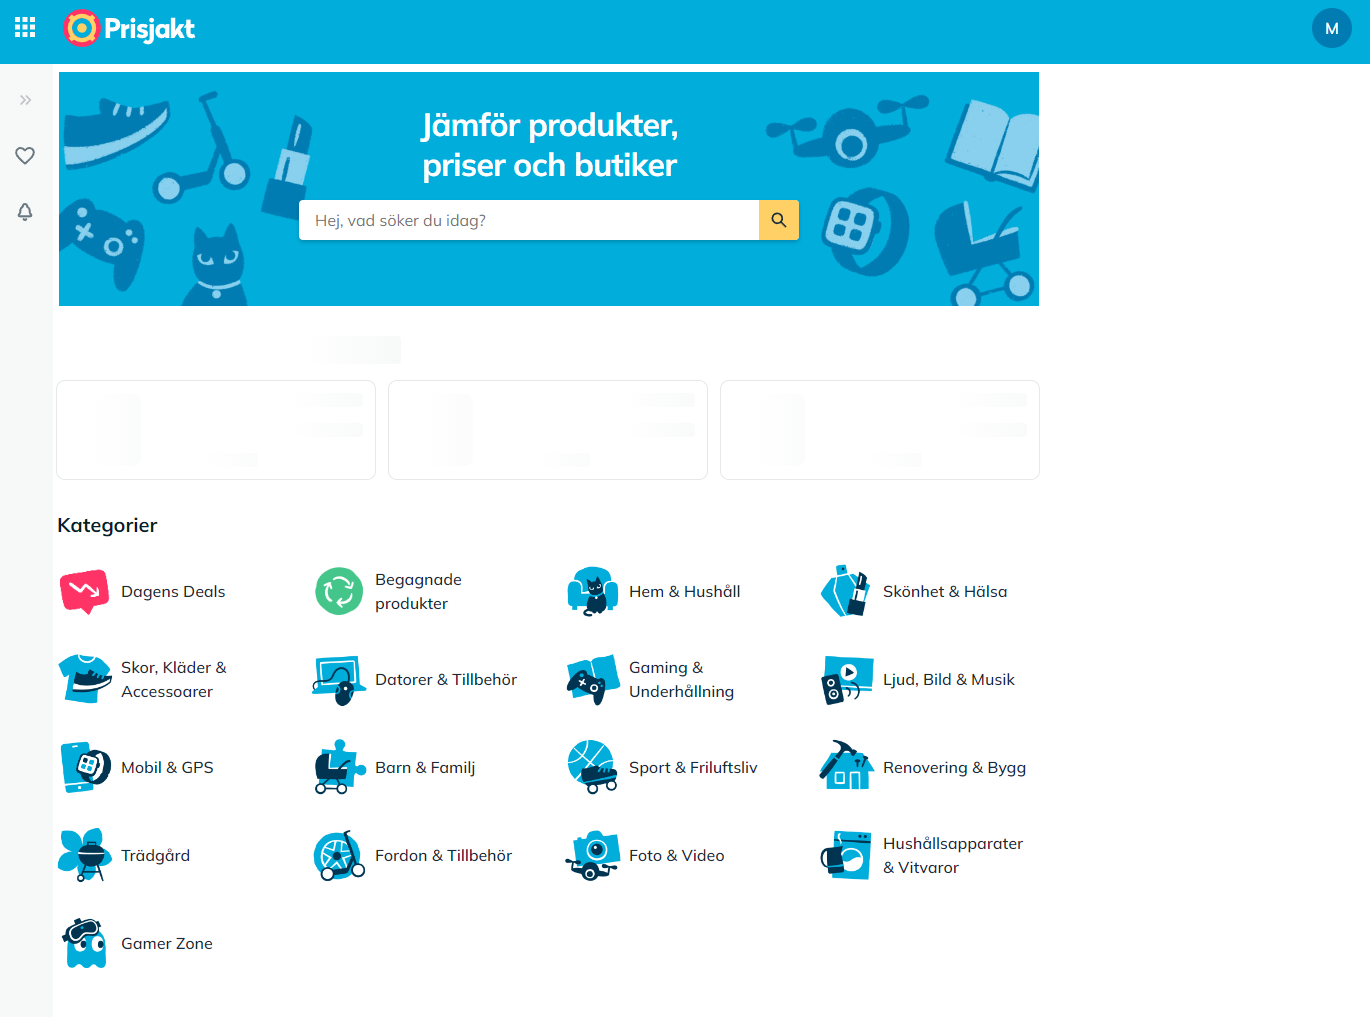 Prisjakt
M
Jämför produkter,
priser och butiker
Hej, vad söker du idag?
Kategorier
Dagens Deals
Begagnade
produkter
Hem & Hushåll
Skönhet & Hälsa
Skor, Kläder &
Accessoarer
Datorer & Tillbehör
Gaming &
Underhållning
Ljud, Bild & Musik
Mobil & GPS
Barn & Familj
Sport & Friluftsliv
Renovering & Bygg
Trädgård
Fordon & Tillbehör
Foto & Video
Hushållsapparater
& Vitvaror
Gamer Zone